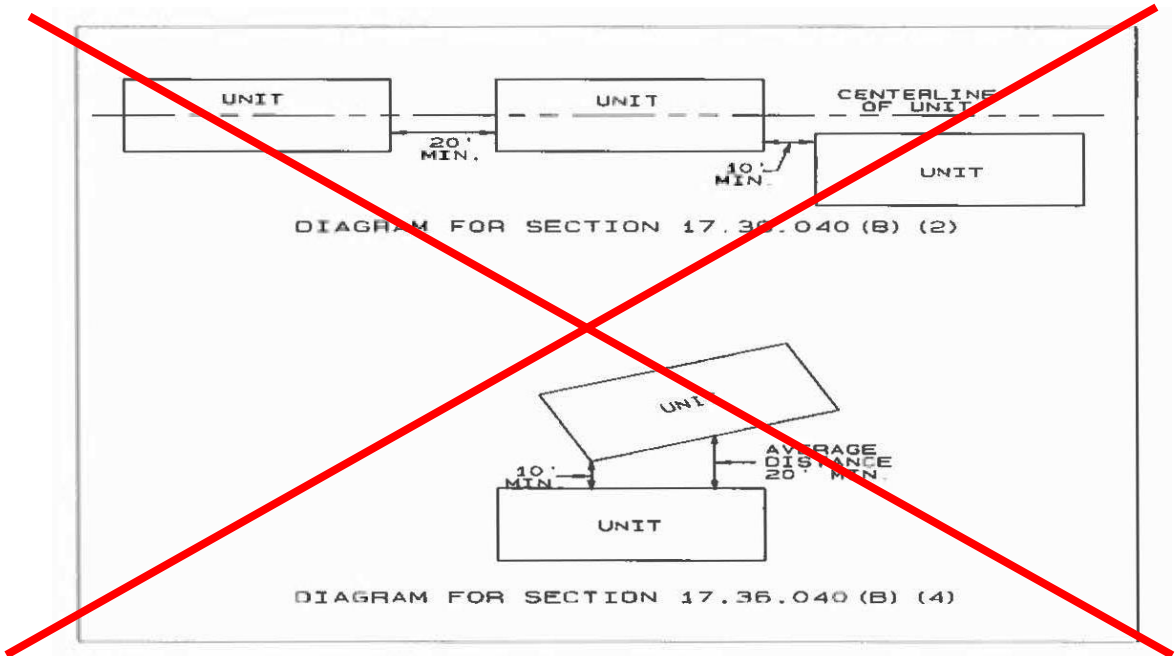 UNIT
UNIT
CENTERLINE
OF UNIT
20'
MIN.
10'
MIN.
UNIT
DIAGRAM FOR SECTION 17.36.040(B) (2)
UNIT
AVERAGE
DISTANCE
20' MIN.
10'
MIN.
UNIT
DIAGRAM FOR SECTION 17.36.040(B) (4)